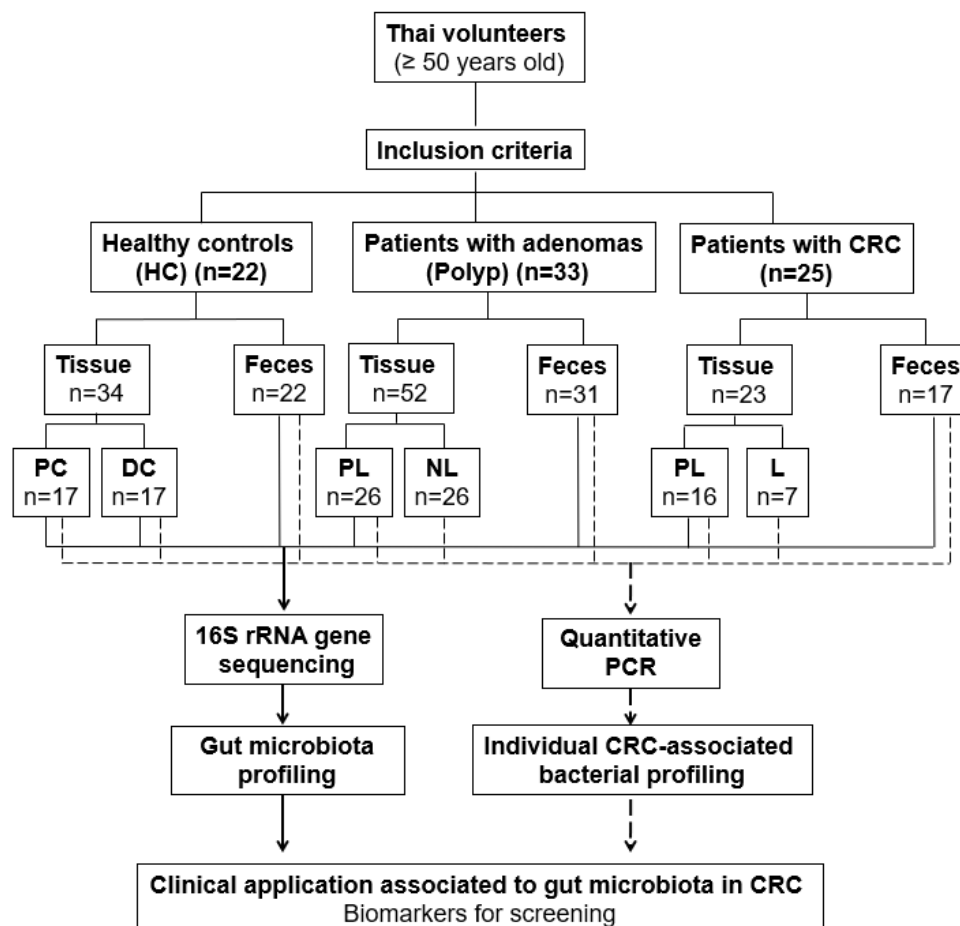 Thai volunteers
(≥ 50 years old)
Inclusion criteria
Healthy controls
(HC) (n=22)
Patients with adenomas
(Polyp) (n=33)
Patients with CRC
(n=25)
Tissue
n=34
Feces
n=22
Tissue
n=52
Feces
n=31
Tissue
n=23
Feces
n=17
PC
n=17
DC
n=17
PL
n=26
NL
n=26
PL
n=16
L
n=7
16S rRNA gene
sequencing
Quantitative
PCR
Gut microbiota
profiling
Individual CRC-associated
bacterial profiling
Clinical application associated to gut microbiota in CRC
Biomarkers for screening